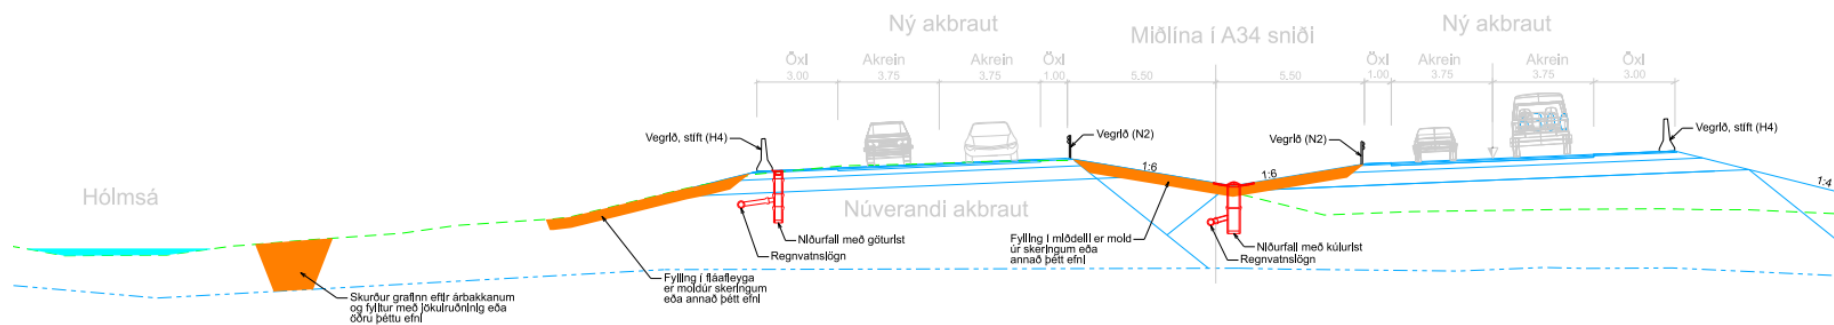 Ný akbraut
Miðlína í A34 sniði
Ný akbraut
Öxl
Akrein
Akrein
Öxl
Öxl
Akrein
Akrein
Öxl
3.00
3.75
3.75
1.00
5.50
5.50
1.00
3.75
3.75
3.00
Vegrið, stíft (H4)
Vegrið (N2)
Vegrið (N2)
Vegrið, stíft (H4)
1:6
1:6
1:4
Hólmsá
Núverandi akbraut
Niðurfall með göturist
Regnvatnslögn
Fylling í miðdeili er mold
úr skeringum eða
annað þétt efni
Niðurfall með kúlurist
Regnvatnslögn
Fylling í fláafleyga
er moldúr skeringum
eða annað þétt efni
Skurður grafinn eftir árbakkanum
og fylltur með jökulruðninig eða
öðru þéttu efni